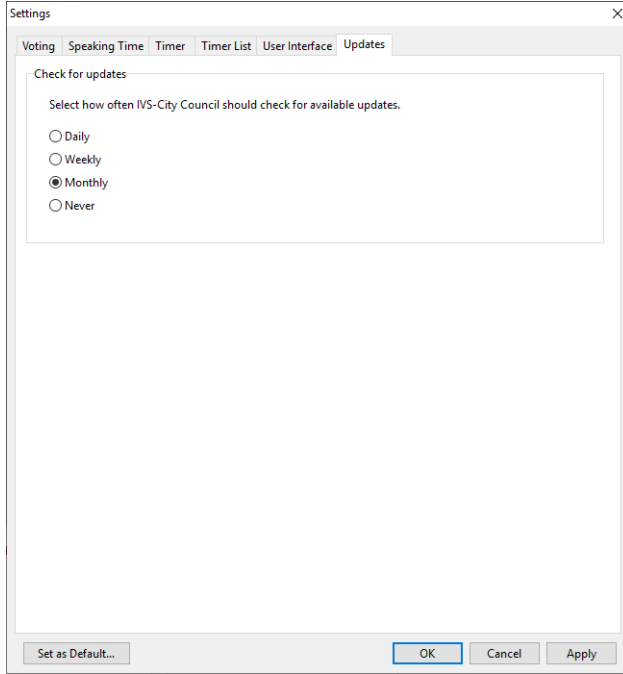 Settings
Voting Speaking Time Timer Timer List User Interface Updates
Check for updates
Select how often IVS-City Council should check for available updates.
Daily
Weekly
Monthly
Never
Set as Default... OK Cancel Apply